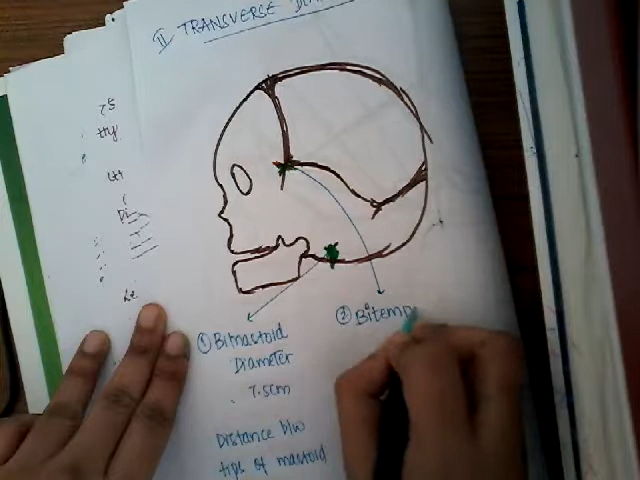 II TRANSVERSE
① Bimastoid
Diameter
7.5cm
Distance b/w
tips of mastoid
② Bitemp